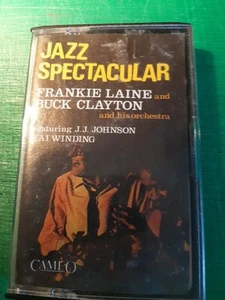 JAZZ
SPECTACULAR
FRANKIE LAINE and
BUCK CLAYTON
and his orchestra
featuring J.J. JOHNSON
KAI WINDING
CAMEO